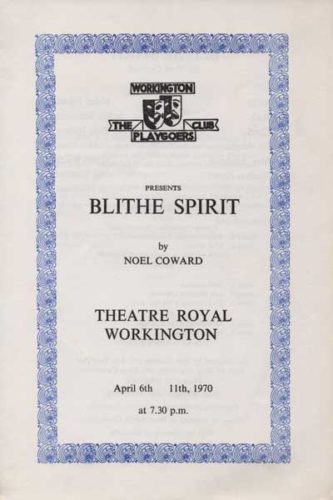 WORKINGTON
THE CLUB
PLAYGOERS
PRESENTS
BLITHE SPIRIT
by
NOEL COWARD
THEATRE ROYAL
WORKINGTON
April 6th 11th, 1970
at 7.30 p.m.